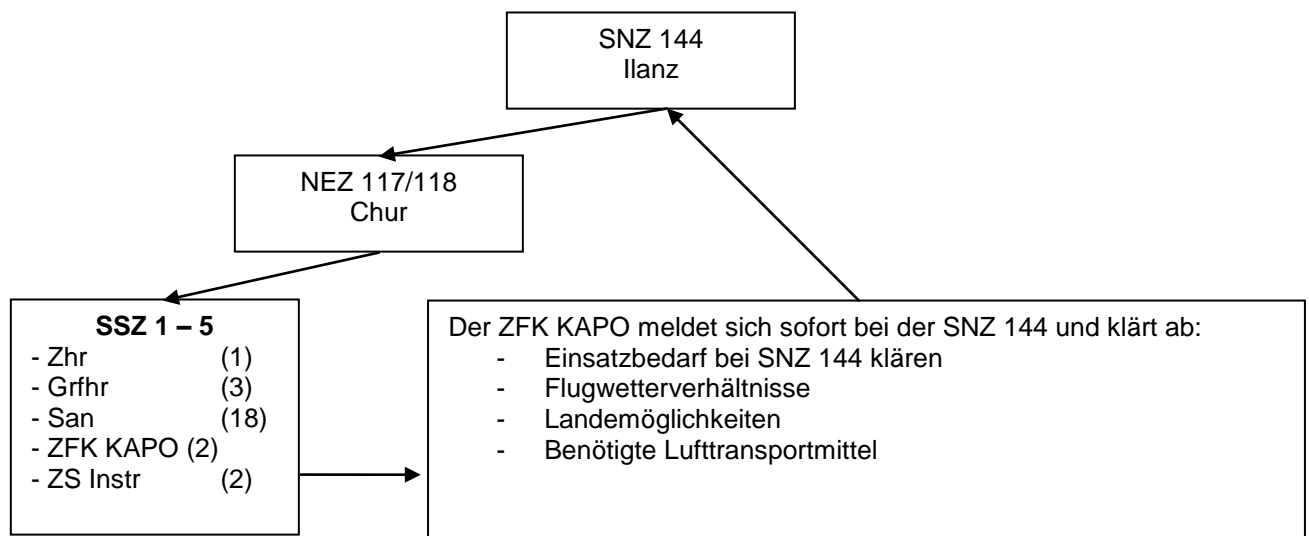 SNZ 144
Ilanz
NEZ 117/118
Chur
SSZ 1 – 5
- Zhr (1)
- Grfhr (3)
- San (18)
- ZFK KAPO (2)
- ZS Instr (2)
Der ZFK KAPO meldet sich sofort bei der SNZ 144 und klärt ab:
- Einsatzbedarf bei SNZ 144 klären
- Flugwetterverhältnisse
- Landemöglichkeiten
- Benötigte Lufttransportmittel